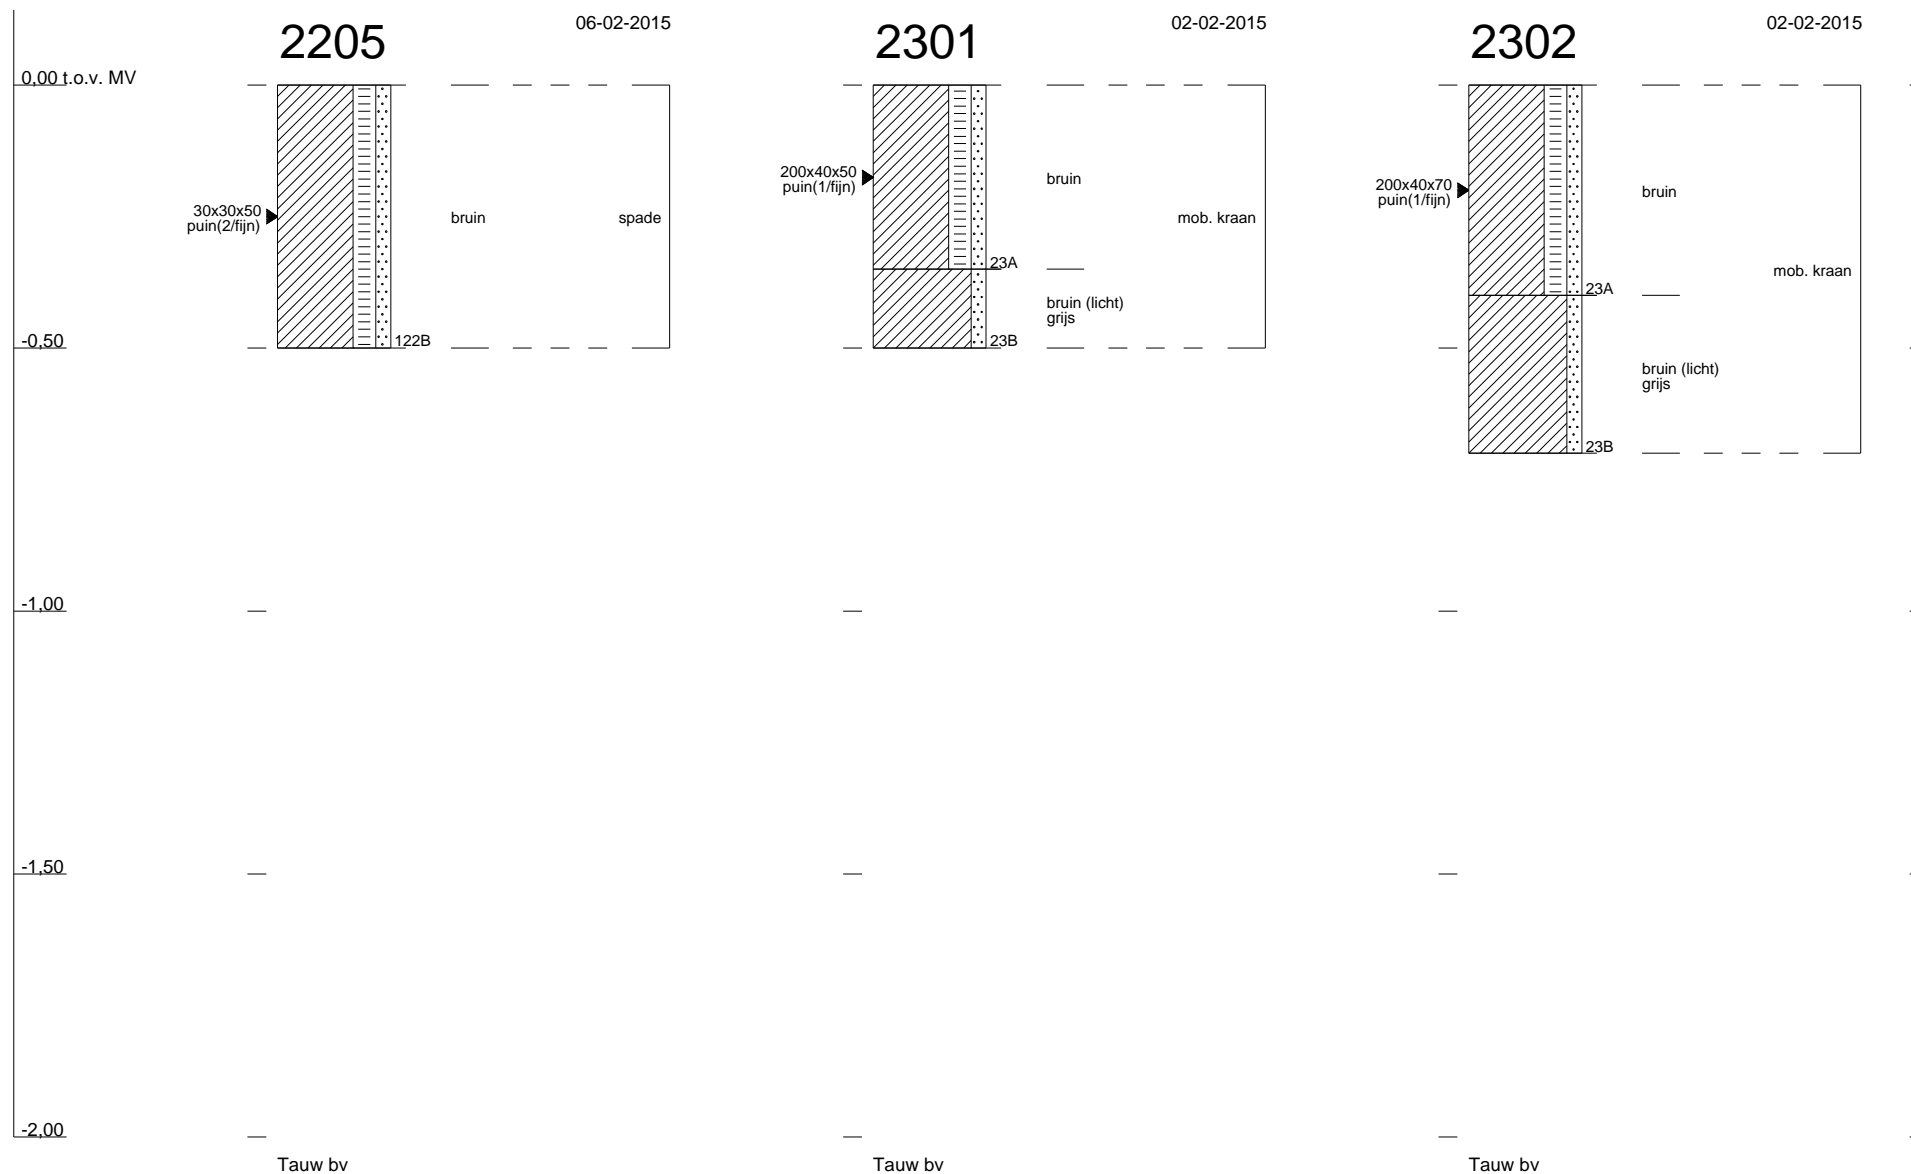 2205
06-02-2015
2301
02-02-2015
2302
02-02-2015
0,00 t.o.v. MV
30x30x50
puin(2/fijn)
bruin
spade
122B
200x40x50
puin(1/fijn)
bruin
mob. kraan
23A
bruin (licht)
grijs
23B
200x40x70
puin(1/fijn)
bruin
mob. kraan
23A
bruin (licht)
grijs
23B
-0,50
-1,00
-1,50
-2,00
Tauw bv
Tauw bv
Tauw bv